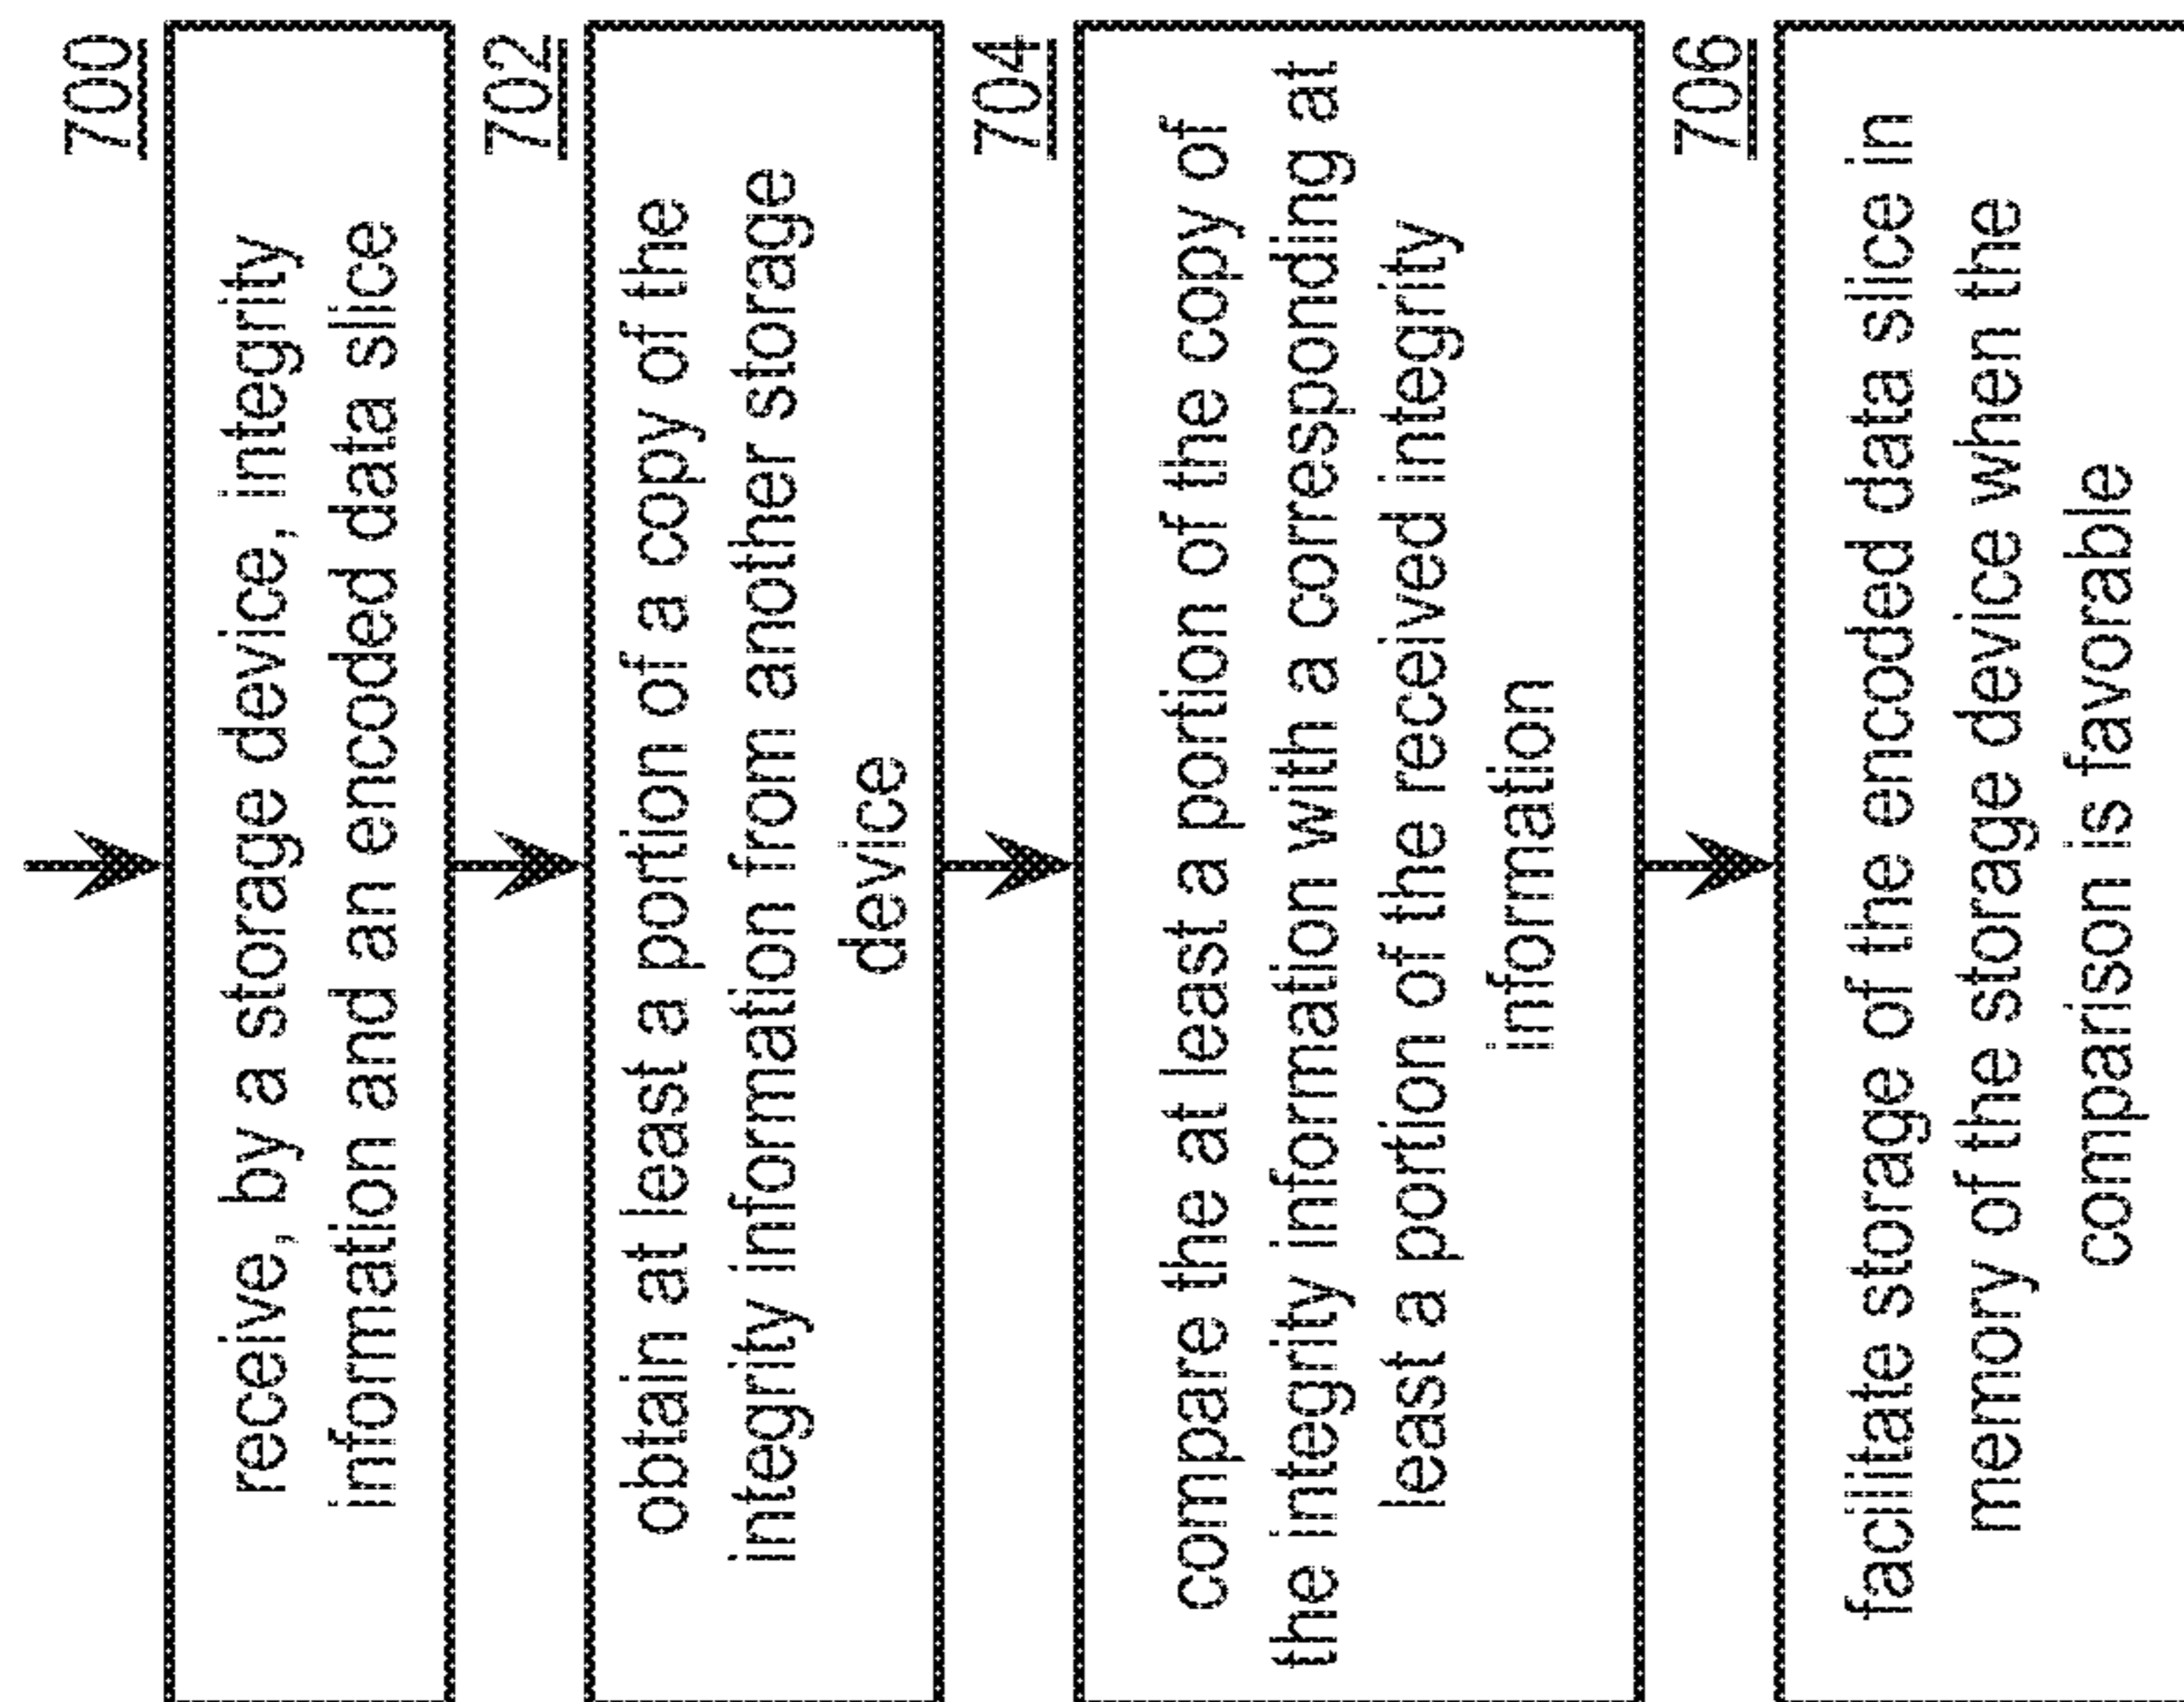 700
receive, by a storage device, integrity
information and an encoded data slice
702
obtain at least a portion of a copy of the
integrity information from another storage
device
704
compare the at least a portion of the copy of
the integrity information with a corresponding at
least a portion of the received integrity
information
706
facilitate storage of the encoded data slice in
memory of the storage device when the
comparison is favorable